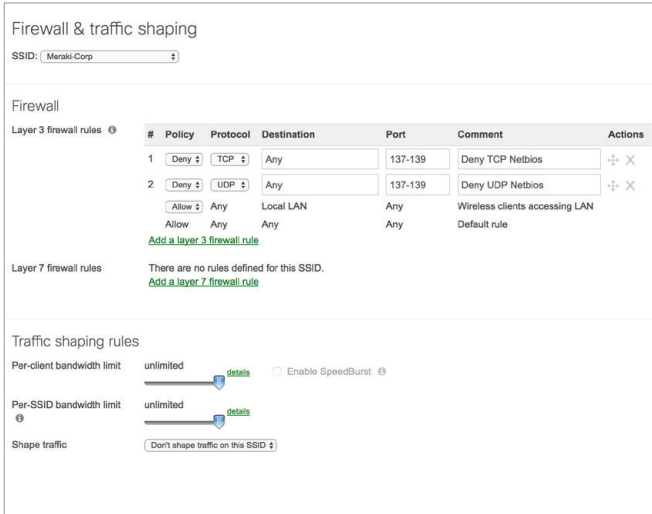 Firewall & traffic shaping
SSID: Meraki-Corp
Firewall
Layer 3 firewall rules
# Policy Protocol Destination Port Comment Actions
1 Deny TCP Any 137-139 Deny TCP Netbios
2 Deny UDP Any 137-139 Deny UDP Netbios
Allow Any Local LAN Any Wireless clients accessing LAN
Allow Any Any Any Default rule
Add a layer 3 firewall rule
Layer 7 firewall rules There are no rules defined for this SSID.
Add a layer 7 firewall rule
Traffic shaping rules
Per-client bandwidth limit unlimited details Enable SpeedBurst
Per-SSID bandwidth limit unlimited details
Shape traffic Don't shape traffic on this SSID